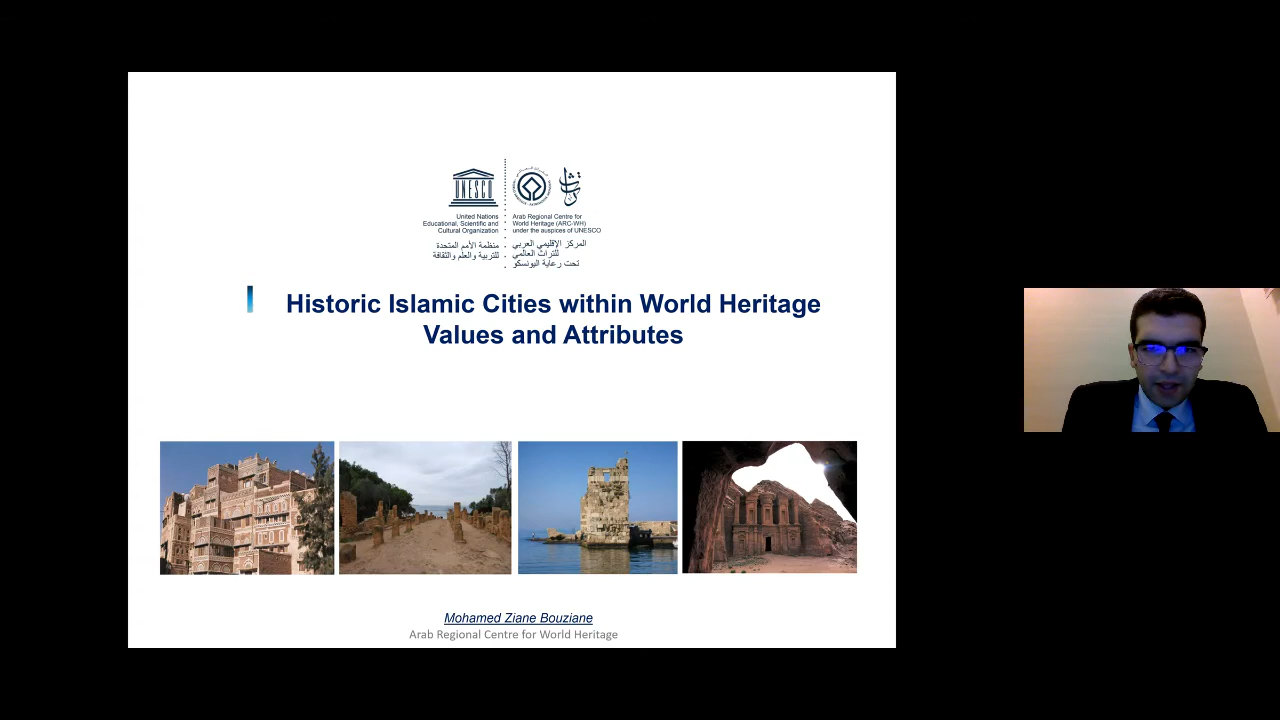 UNESCO
United Nations
Educational, Scientific and
Cultural Organization
منظمة الأمم المتحدة
للتربية والعلم والثقافة
Arab Regional Centre for
World Heritage (ARC-WH)
under the auspices of UNESCO
المركز الإقليمي العربي
للتراث العالمي
تحت رعاية اليونسكو
Historic Islamic Cities within World Heritage
Values and Attributes
Mohamed Ziane Bouziane
Arab Regional Centre for World Heritage